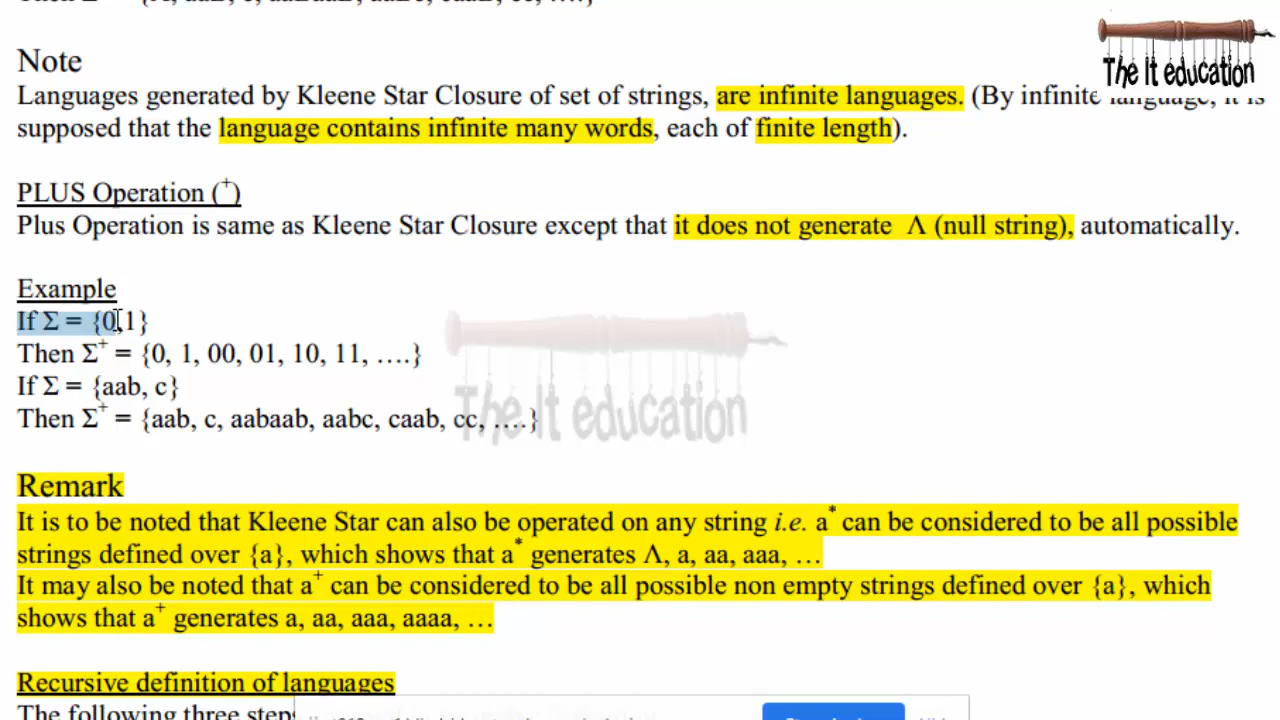 Note
The It education
Languages generated by Kleene Star Closure of set of strings, are infinite languages. (By infinite language, it is
supposed that the language contains infinite many words, each of finite length).
PLUS Operation (⁺)
Plus Operation is same as Kleene Star Closure except that it does not generate Λ (null string), automatically.
Example
If Σ = {0,1}
Then Σ⁺ = {0, 1, 00, 01, 10, 11, ….}
If Σ = {aab, c}
Then Σ⁺ = {aab, c, aabaab, aabc, caab, cc, ….}
The It education
Remark
It is to be noted that Kleene Star can also be operated on any string i.e. a* can be considered to be all possible
strings defined over {a}, which shows that a* generates Λ, a, aa, aaa, …
It may also be noted that a⁺ can be considered to be all possible non empty strings defined over {a}, which
shows that a⁺ generates a, aa, aaa, aaaa, …
Recursive definition of languages
The following three steps